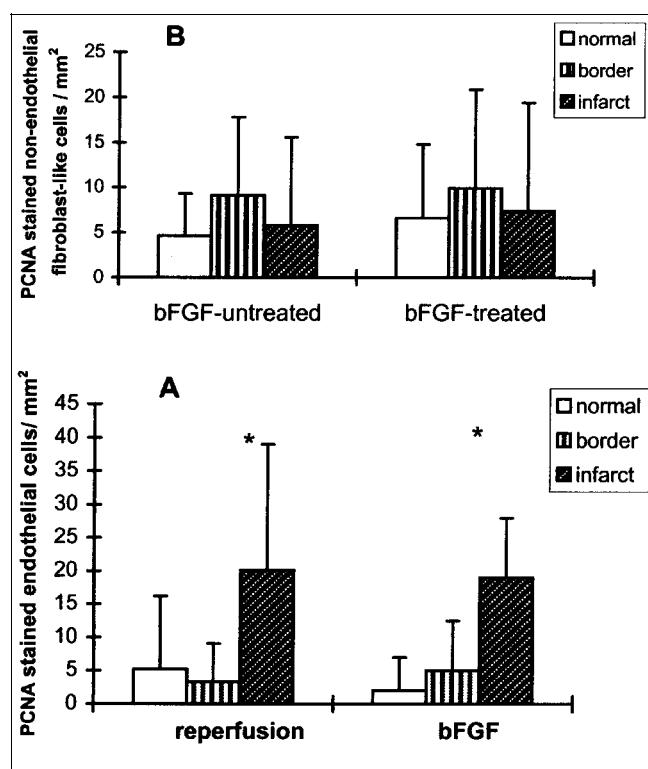 B
normal
border
infarct
PCNA stained non-endothelial
fibroblast-like cells / mm²
25
20
15
10
5
0
bFGF-untreated bFGF-treated
A
normal
border
infarct
PCNA stained endothelial cells/ mm²
45
40
35
30
25
20
15
10
5
0
*
*
reperfusion bFGF